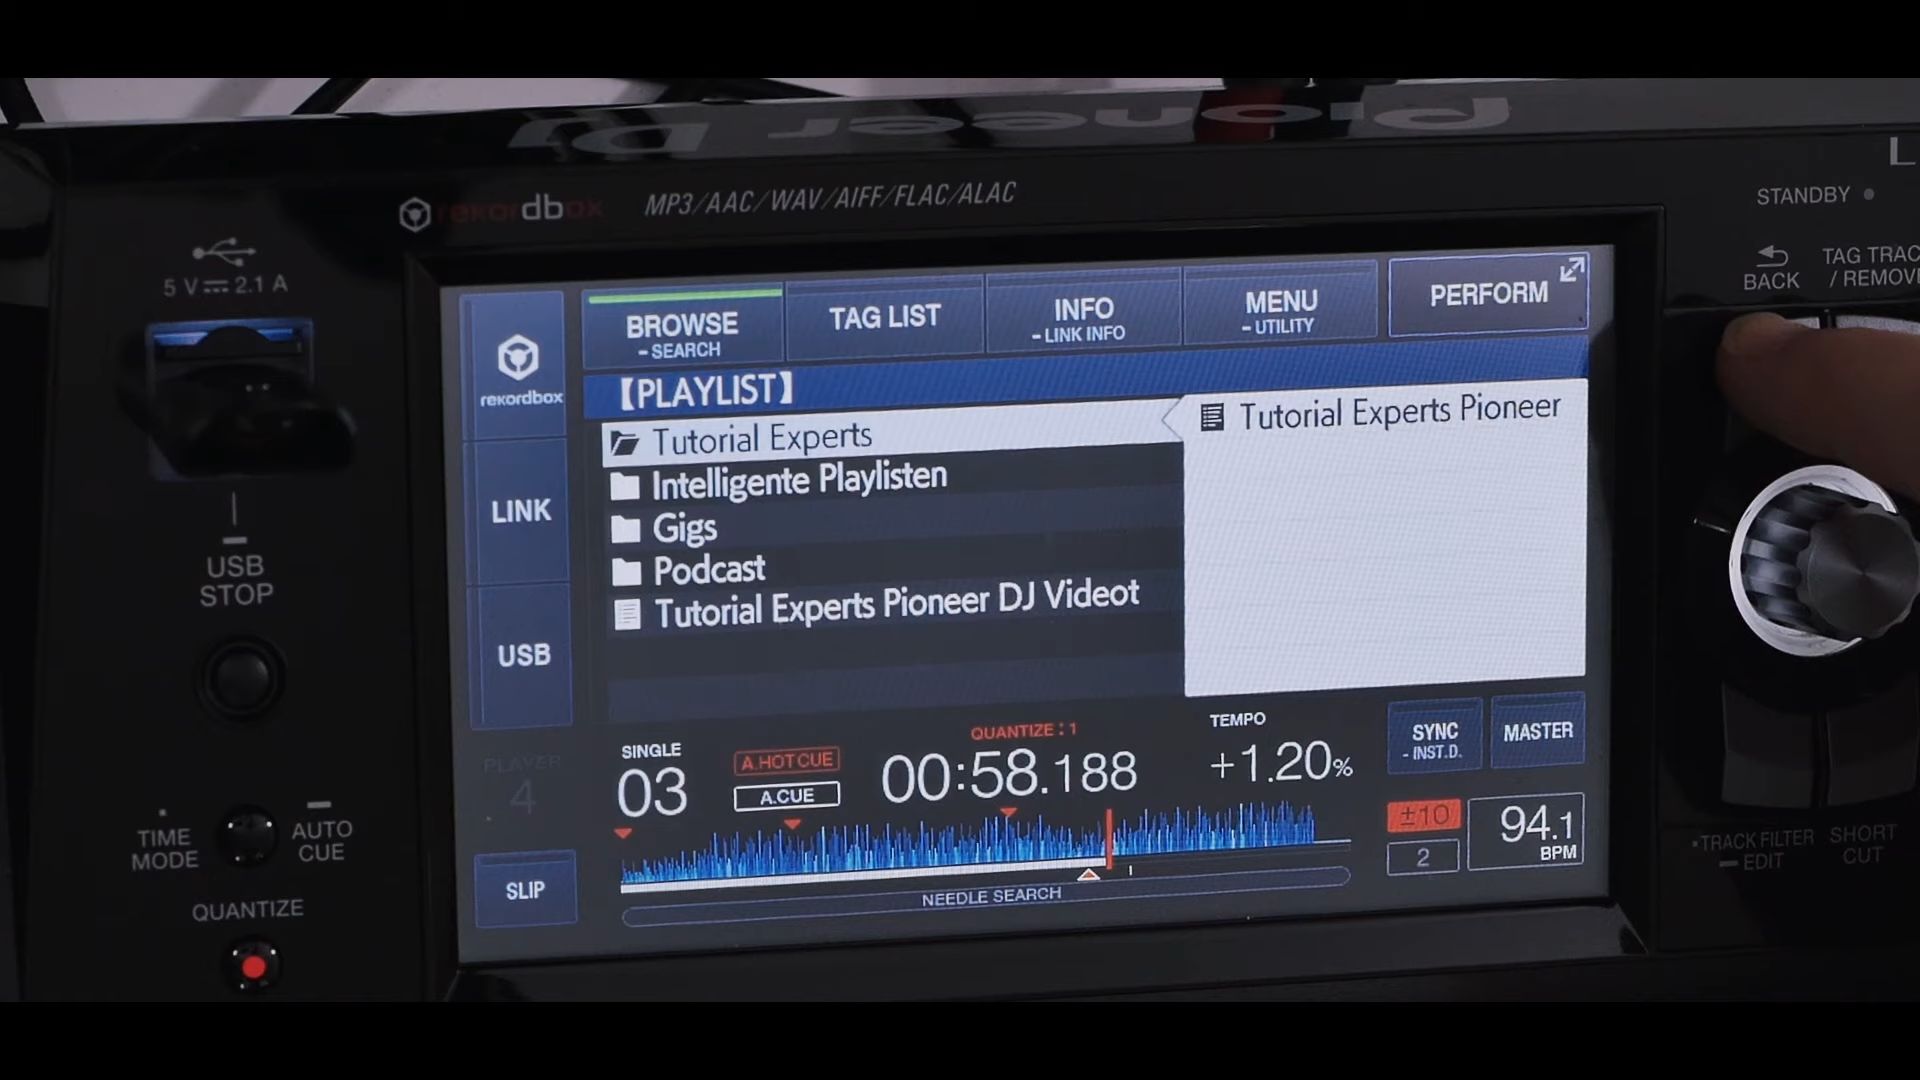 Pioneer DJ
rekordbox
MP3/AAC/WAV/AIFF/FLAC/ALAC
STANDBY
BACK
TAG TRAC
/ REMOVE
5 V 2.1 A
USB
STOP
TIME
MODE
AUTO
CUE
QUANTIZE
rekordbox
LINK
USB
PLAYER
4
SLIP
BROWSE
-SEARCH
TAG LIST
INFO
-LINK INFO
MENU
-UTILITY
PERFORM
【PLAYLIST】
Tutorial Experts
Intelligente Playlisten
Gigs
Podcast
Tutorial Experts Pioneer DJ Videot
Tutorial Experts Pioneer
SINGLE
03
A.HOT CUE
A.CUE
QUANTIZE : 1
00:58.188
TEMPO
+1.20%
SYNC
-INST.D.
MASTER
±10
2
94.1
BPM
NEEDLE SEARCH
TRACK FILTER
EDIT
SHORT
CUT